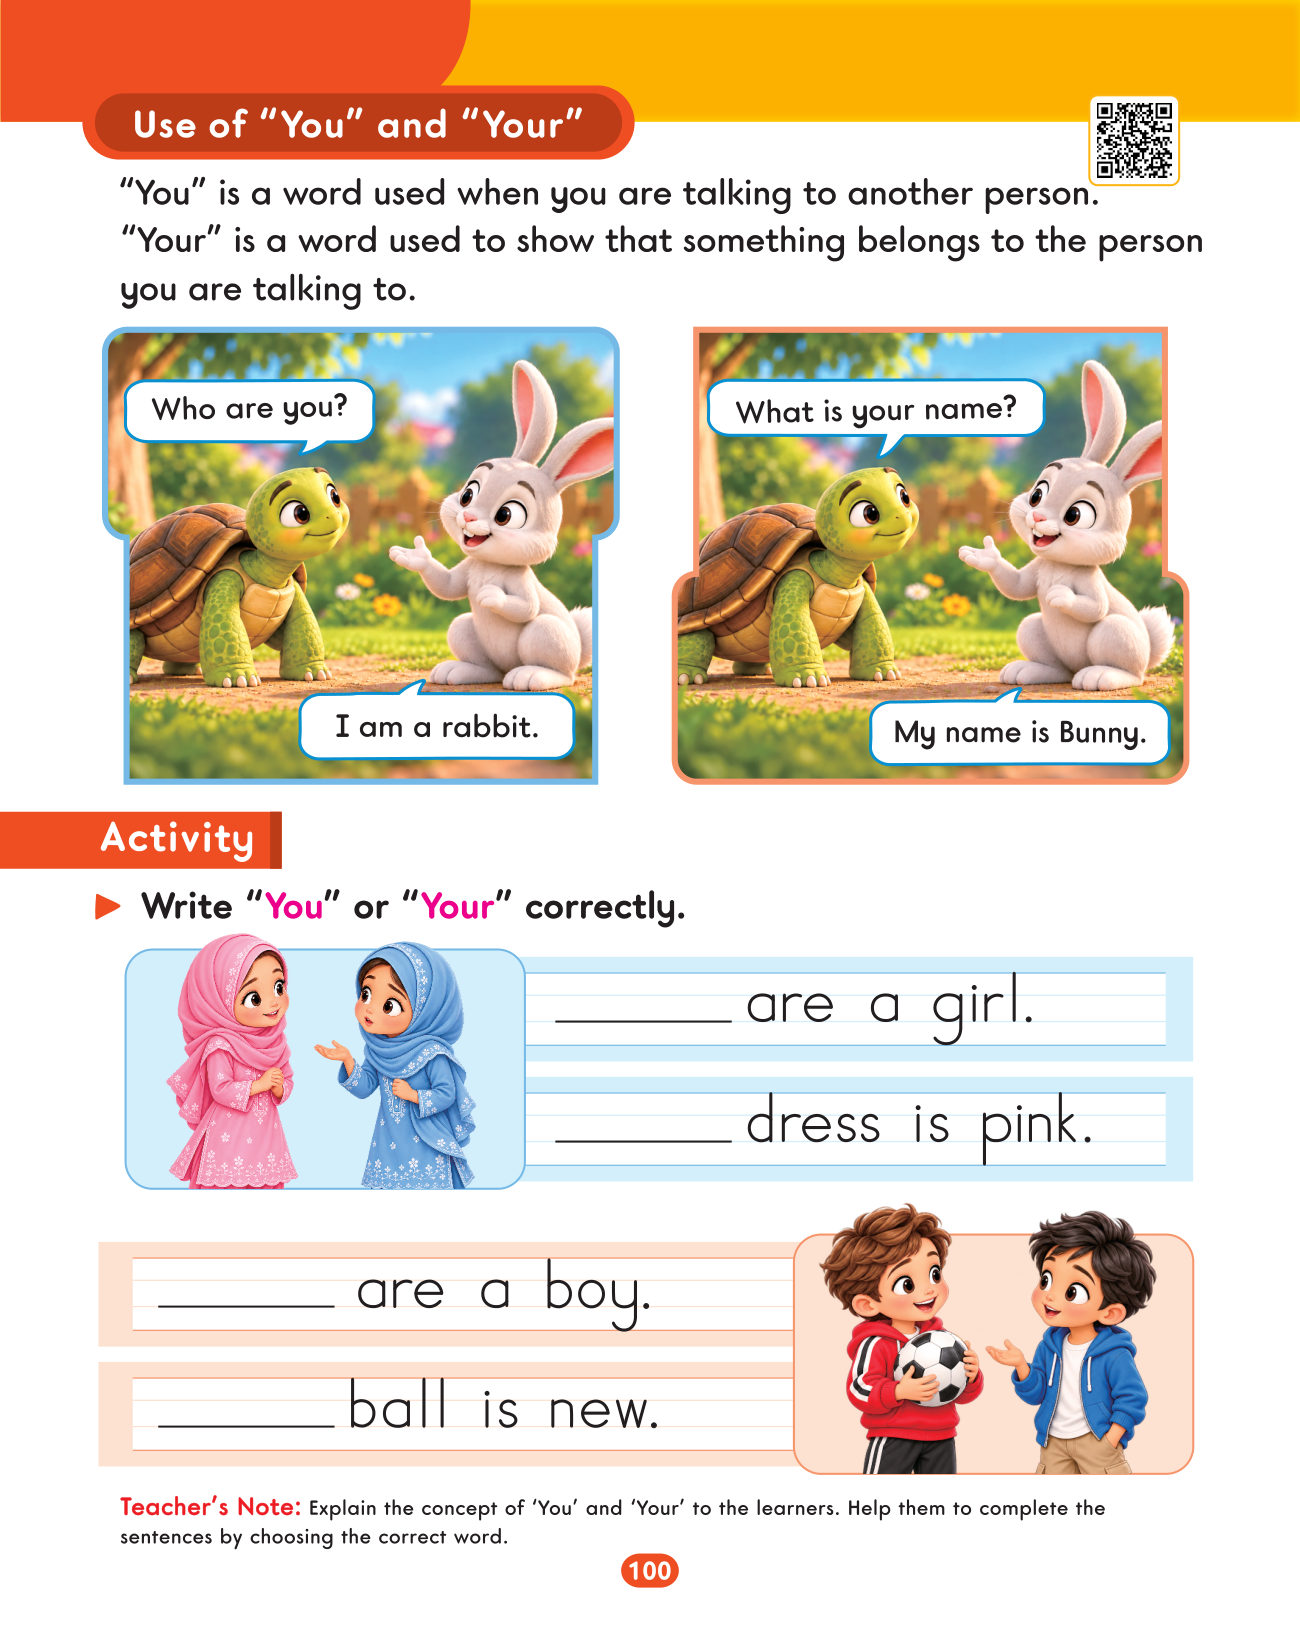 Use of “You” and “Your”
“You” is a word used when you are talking to another person.
“Your” is a word used to show that something belongs to the person
you are talking to.
Who are you?
I am a rabbit.
What is your name?
My name is Bunny.
Activity
Write “You” or “Your” correctly.
________ are a girl.
________ dress is pink.
________ are a boy.
________ ball is new.
Teacher’s Note: Explain the concept of ‘You’ and ‘Your’ to the learners. Help them to complete the
sentences by choosing the correct word.
100